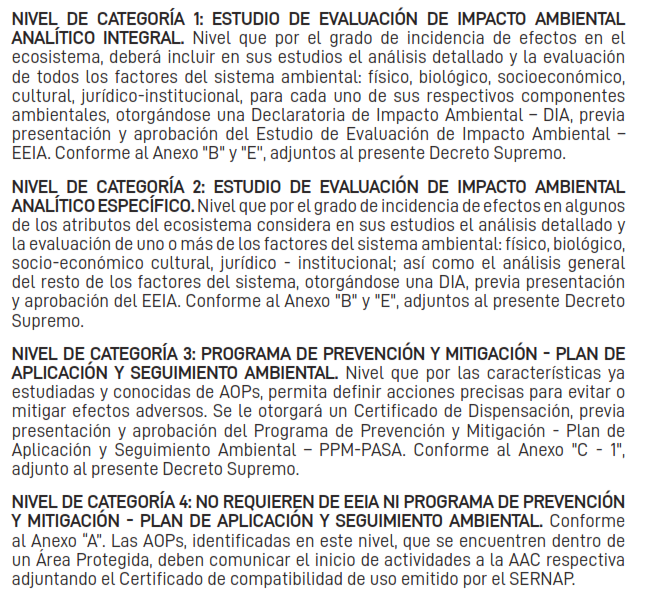 NIVEL DE CATEGORÍA 1: ESTUDIO DE EVALUACIÓN DE IMPACTO AMBIENTAL
ANALÍTICO INTEGRAL. Nivel que por el grado de incidencia de efectos en el
ecosistema, deberá incluir en sus estudios el análisis detallado y la evaluación
de todos los factores del sistema ambiental: físico, biológico, socioeconómico,
cultural, jurídico-institucional, para cada uno de sus respectivos componentes
ambientales, otorgándose una Declaratoria de Impacto Ambiental – DIA, previa
presentación y aprobación del Estudio de Evaluación de Impacto Ambiental –
EEIA. Conforme al Anexo "B" y "E", adjuntos al presente Decreto Supremo.
NIVEL DE CATEGORÍA 2: ESTUDIO DE EVALUACIÓN DE IMPACTO AMBIENTAL
ANALÍTICO ESPECÍFICO. Nivel que por el grado de incidencia de efectos en algunos
de los atributos del ecosistema considera en sus estudios el análisis detallado y
la evaluación de uno o más de los factores del sistema ambiental: físico, biológico,
socio-económico cultural, jurídico - institucional; así como el análisis general
del resto de los factores del sistema, otorgándose una DIA, previa presentación
y aprobación del EEIA. Conforme al Anexo "B" y "E", adjuntos al presente Decreto
Supremo.
NIVEL DE CATEGORÍA 3: PROGRAMA DE PREVENCIÓN Y MITIGACIÓN - PLAN DE
APLICACIÓN Y SEGUIMIENTO AMBIENTAL. Nivel que por las características ya
estudiadas y conocidas de AOPs, permita definir acciones precisas para evitar o
mitigar efectos adversos. Se le otorgará un Certificado de Dispensación, previa
presentación y aprobación del Programa de Prevención y Mitigación - Plan de
Aplicación y Seguimiento Ambiental – PPM-PASA. Conforme al Anexo "C - 1",
adjunto al presente Decreto Supremo.
NIVEL DE CATEGORÍA 4: NO REQUIEREN DE EEIA NI PROGRAMA DE PREVENCIÓN
Y MITIGACIÓN - PLAN DE APLICACIÓN Y SEGUIMIENTO AMBIENTAL. Conforme
al Anexo “A”. Las AOPs, identificadas en este nivel, que se encuentren dentro de
un Área Protegida, deben comunicar el inicio de actividades a la AAC respectiva
adjuntando el Certificado de compatibilidad de uso emitido por el SERNAP.